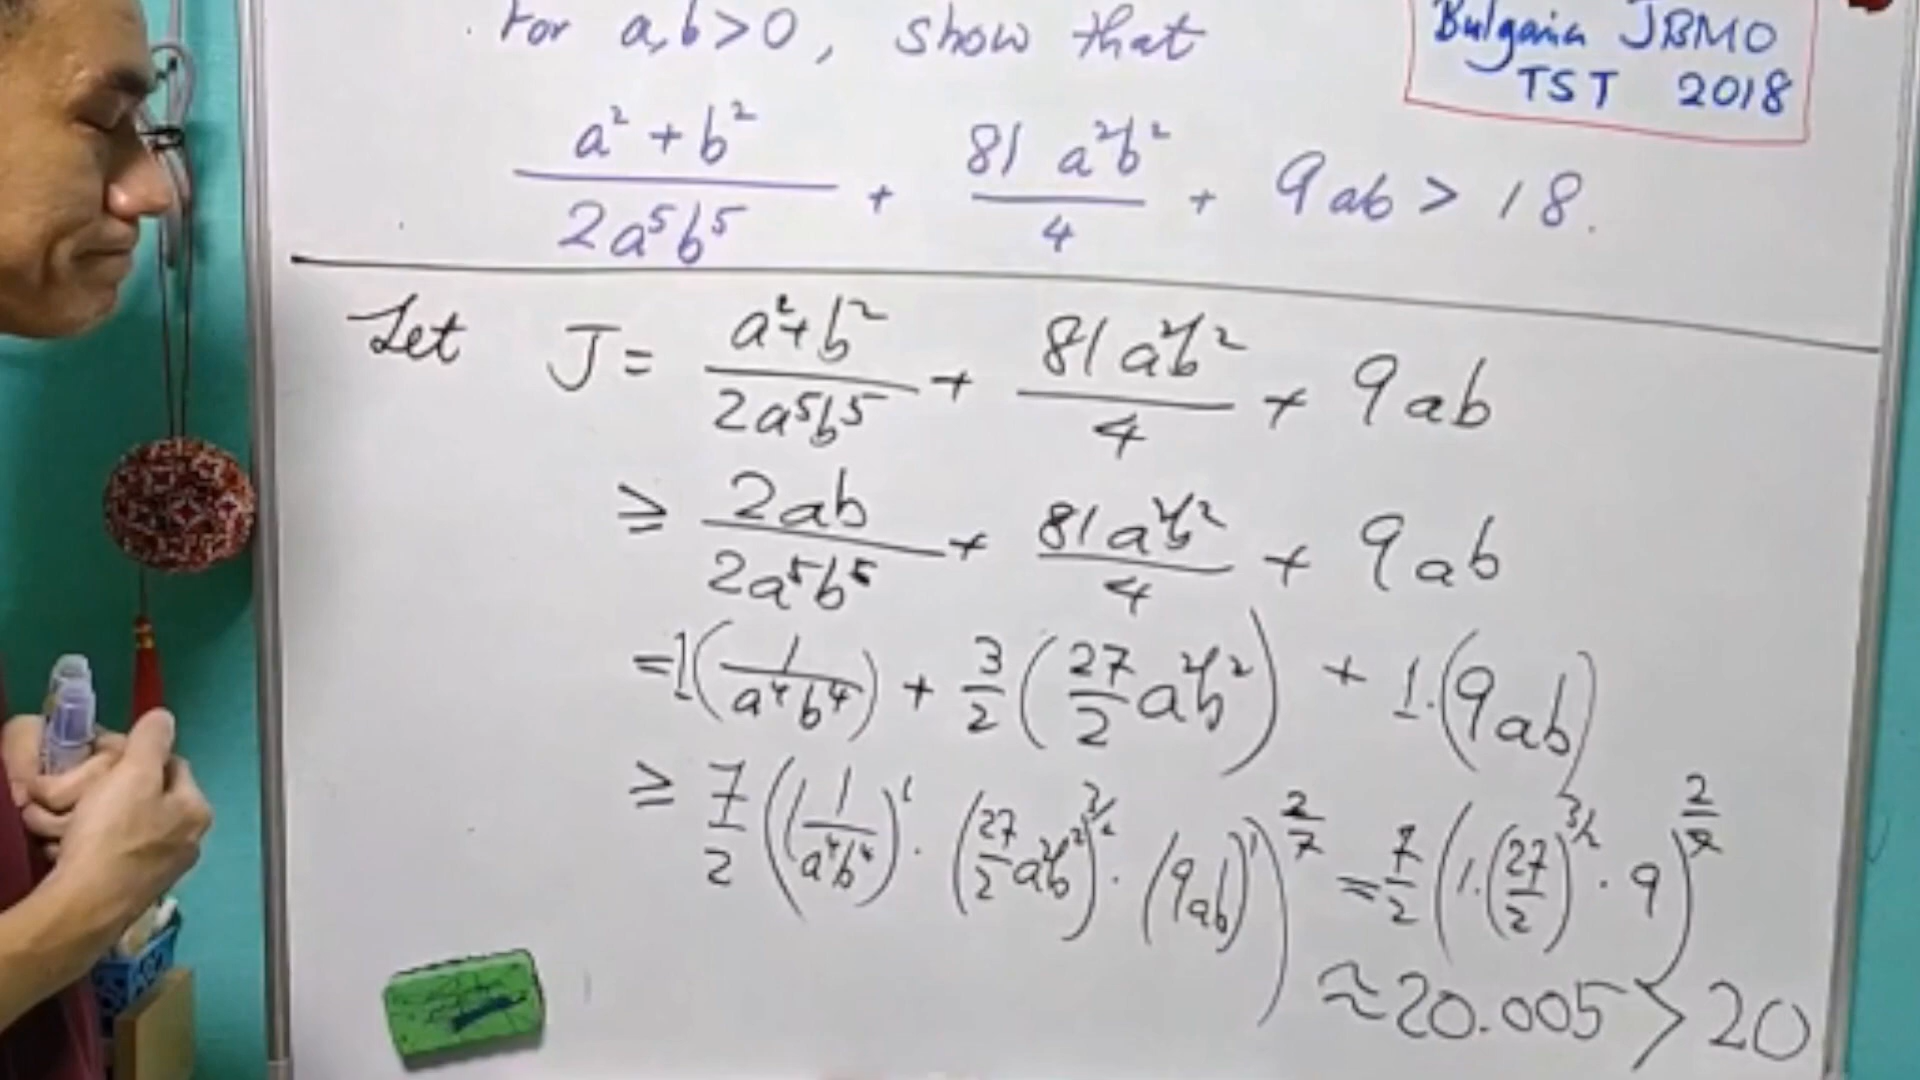 For a,b>0, show that
Bulgaria JBMO
TST 2018
a²+b² / 2a⁵b⁵ + 81 a²b² / 4 + 9ab > 18.
Let J = a²+b² / 2a⁵b⁵ + 81a²b² / 4 + 9ab
≥ 2ab / 2a⁵b⁵ + 81a²b² / 4 + 9ab
= 1(1 / a⁴b⁴) + 3/2 (27/2 a²b²) + 1·(9ab)
≥ 7/2 ((1 / a⁴b⁴)¹ · (27/2 a²b²)^(3/2) · (9ab)¹)^(2/7) = 7/2 (1·(27/2)^(3/2) · 9)^(2/7)
≈ 20.005 > 20